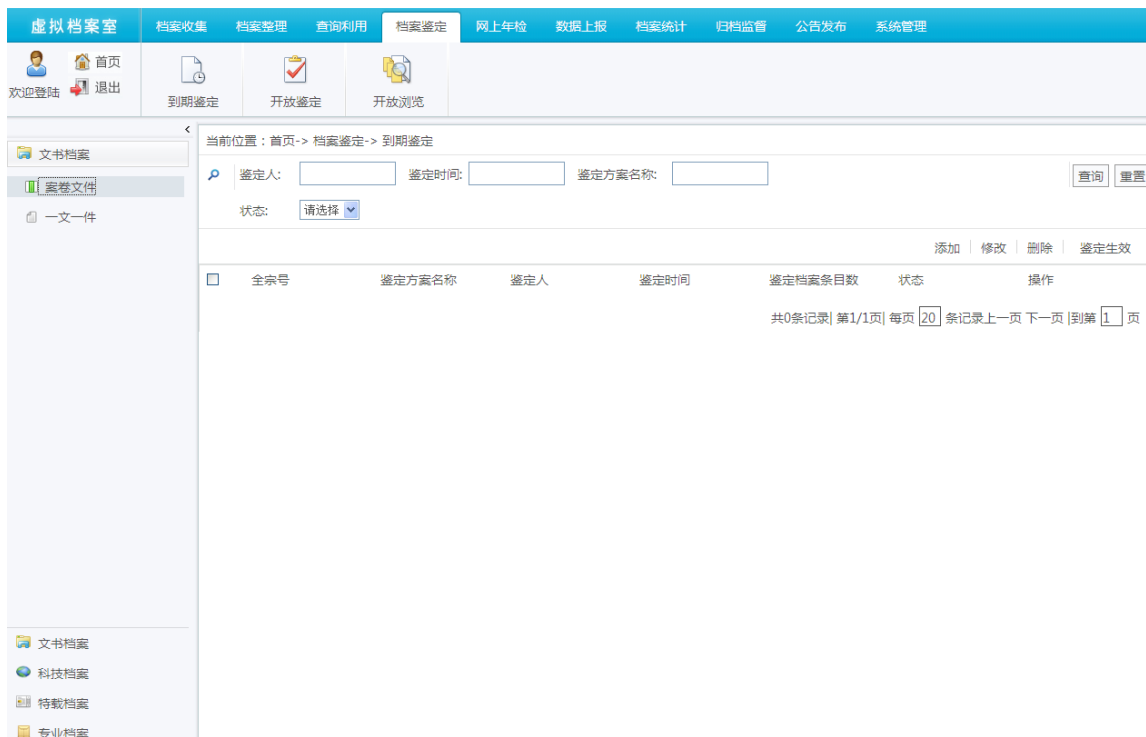 虚拟档案室 档案收集 档案整理 查询利用 档案鉴定 网上年检 数据上报 档案统计 归档监督 公告发布 系统管理
欢迎登陆 首页 退出 到期鉴定 开放鉴定 开放浏览
当前位置：首页-> 档案鉴定-> 到期鉴定
文书档案
案卷文件
一文一件
鉴定人: 鉴定时间: 鉴定方案名称: 查询 重置
状态: 请选择
添加 修改 删除 鉴定生效
全宗号 鉴定方案名称 鉴定人 鉴定时间 鉴定档案条目数 状态 操作
共0条记录| 第1/1页| 每页 20 条记录上一页 下一页 |到第 1 页
文书档案
科技档案
特载档案
专业档案